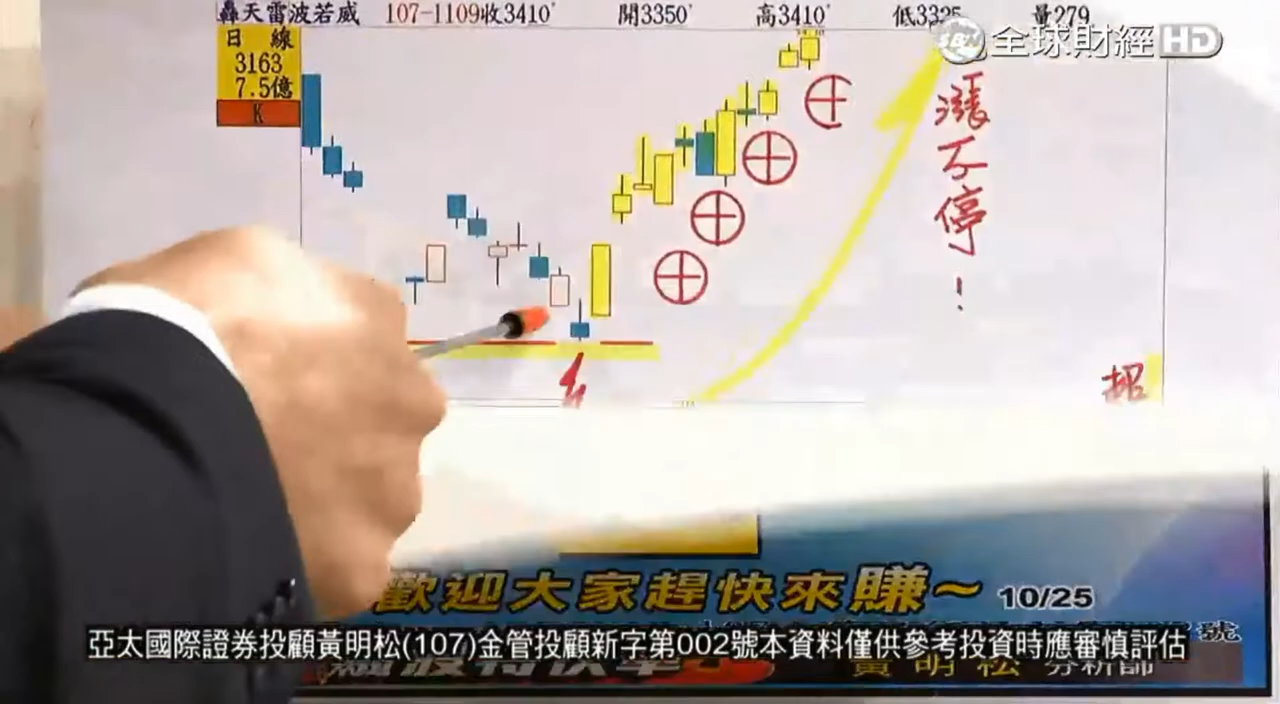 轟天雷波若威 107-1109收3410 開3350 高3410 低3325 量279
日 線
3163
7.5億
K
SBN 全球財經 HD
漲不停!
招
歡迎大家趕快來賺~ 10/25
亞太國際證券投顧黃明松(107)金管投顧新字第002號本資料僅供參考投資時應審慎評估
號
黃明松 分析師